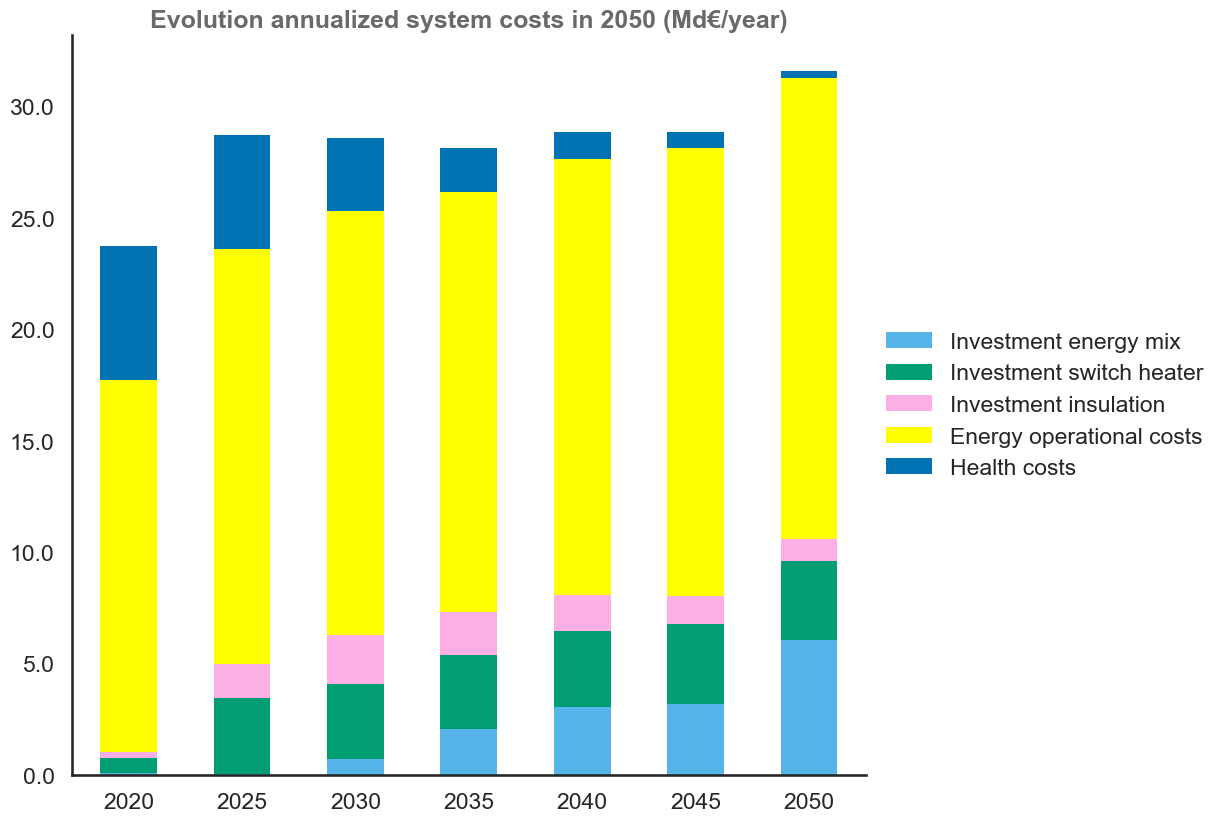 Evolution annualized system costs in 2050 (Md€/year)
30.0
25.0
20.0
15.0
10.0
5.0
0.0
2020 2025 2030 2035 2040 2045 2050
Investment energy mix
Investment switch heater
Investment insulation
Energy operational costs
Health costs